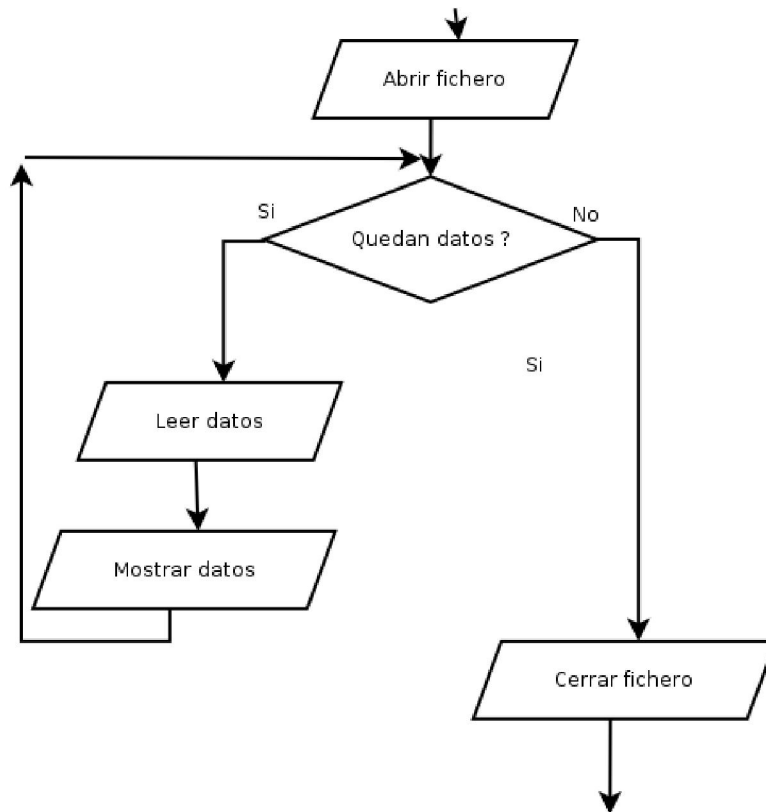 Abrir fichero
Si
No
Quedan datos ?
Si
Leer datos
Mostrar datos
Cerrar fichero